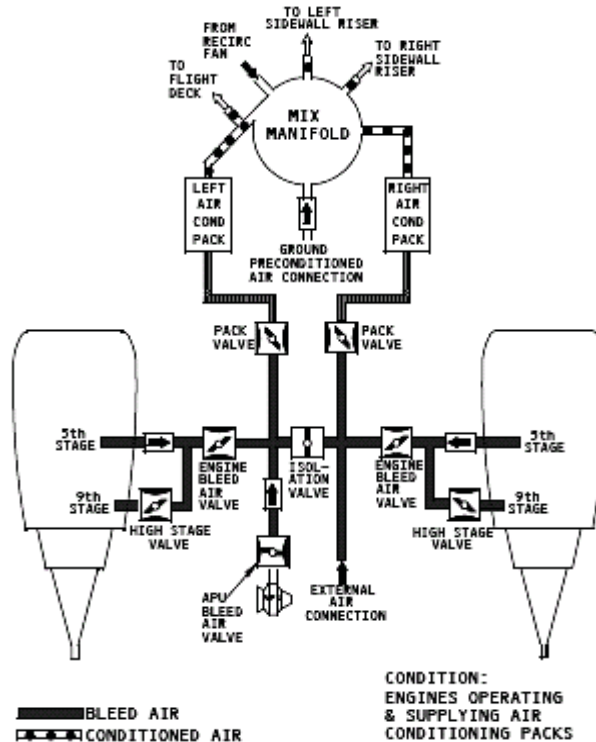 TO LEFT
SIDEWALL RISER
FROM
RECIRC
FAN
TO RIGHT
SIDEWALL
RISER
TO
FLIGHT
DECK
MIX
MANIFOLD
LEFT
AIR
COND
PACK
RIGHT
AIR
COND
PACK
GROUND
PRECONDITIONED
AIR CONNECTION
PACK
VALVE
PACK
VALVE
5th
STAGE
5th
STAGE
ENGINE
BLEED
AIR
VALVE
ISOL-
ATION
VALVE
ENGINE
BLEED
AIR
VALVE
9th
STAGE
9th
STAGE
HIGH STAGE
VALVE
HIGH STAGE
VALVE
APU
BLEED
AIR
VALVE
EXTERNAL
AIR
CONNECTION
BLEED AIR
CONDITIONED AIR
CONDITION:
ENGINES OPERATING
& SUPPLYING AIR
CONDITIONING PACKS